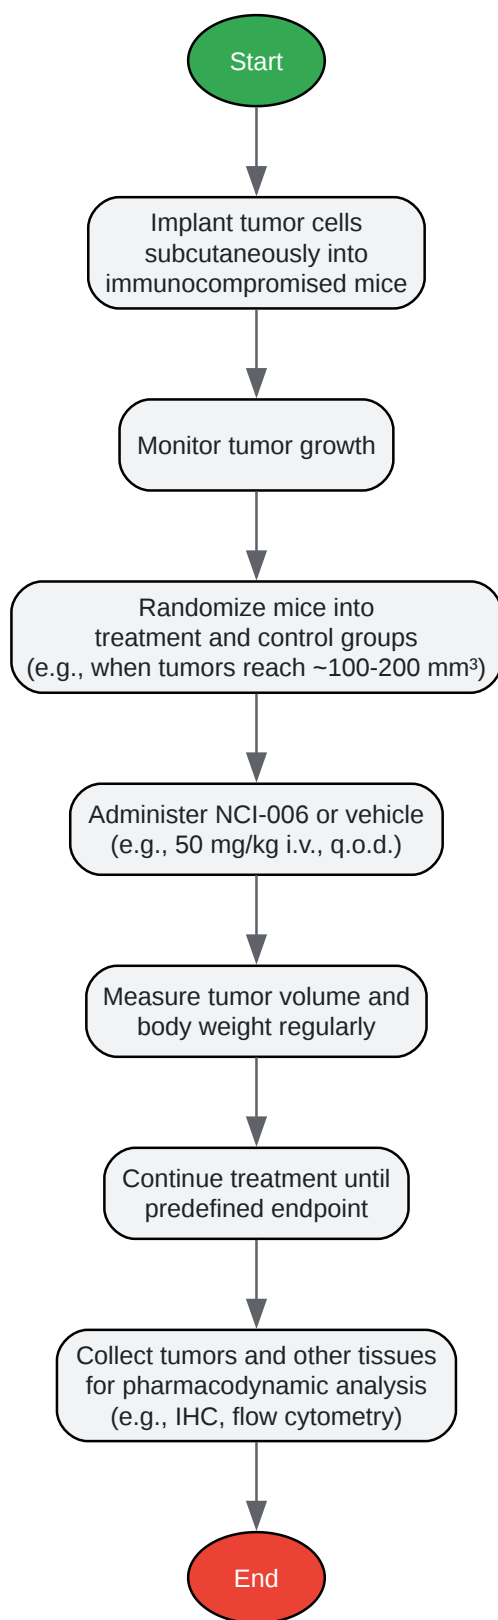 Start
Implant tumor cells
subcutaneously into
immunocompromised mice
Monitor tumor growth
Randomize mice into
treatment and control groups
(e.g., when tumors reach ~100-200 mm³)
Administer NCI-006 or vehicle
(e.g., 50 mg/kg i.v., q.o.d.)
Measure tumor volume and
body weight regularly
Continue treatment until
predefined endpoint
Collect tumors and other tissues
for pharmacodynamic analysis
(e.g., IHC, flow cytometry)
End